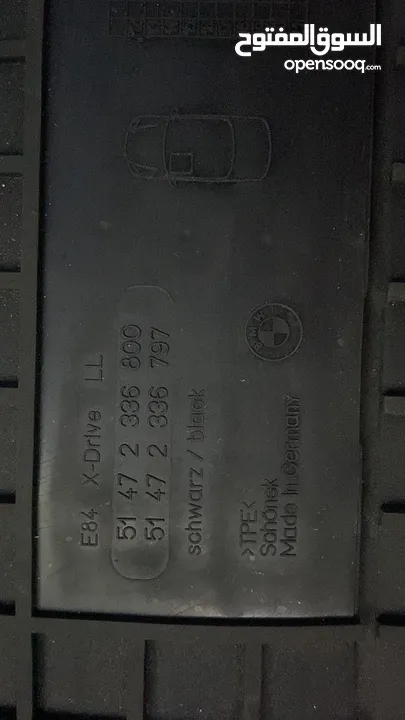 السوق المفتوح
opensooq.com
E84 X-Drive LL
51 47 2 336 800
51 47 2 336 797
schwarz / black
BMW
>TPE<
Schönek
Made in Germany